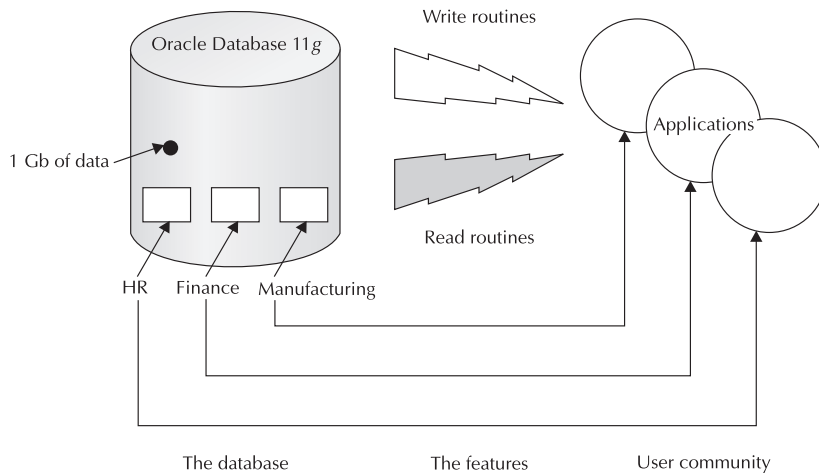 Write routines
Oracle Database 11g
Applications
1 Gb of data
Read routines
HR
Finance
Manufacturing
The database
The features
User community